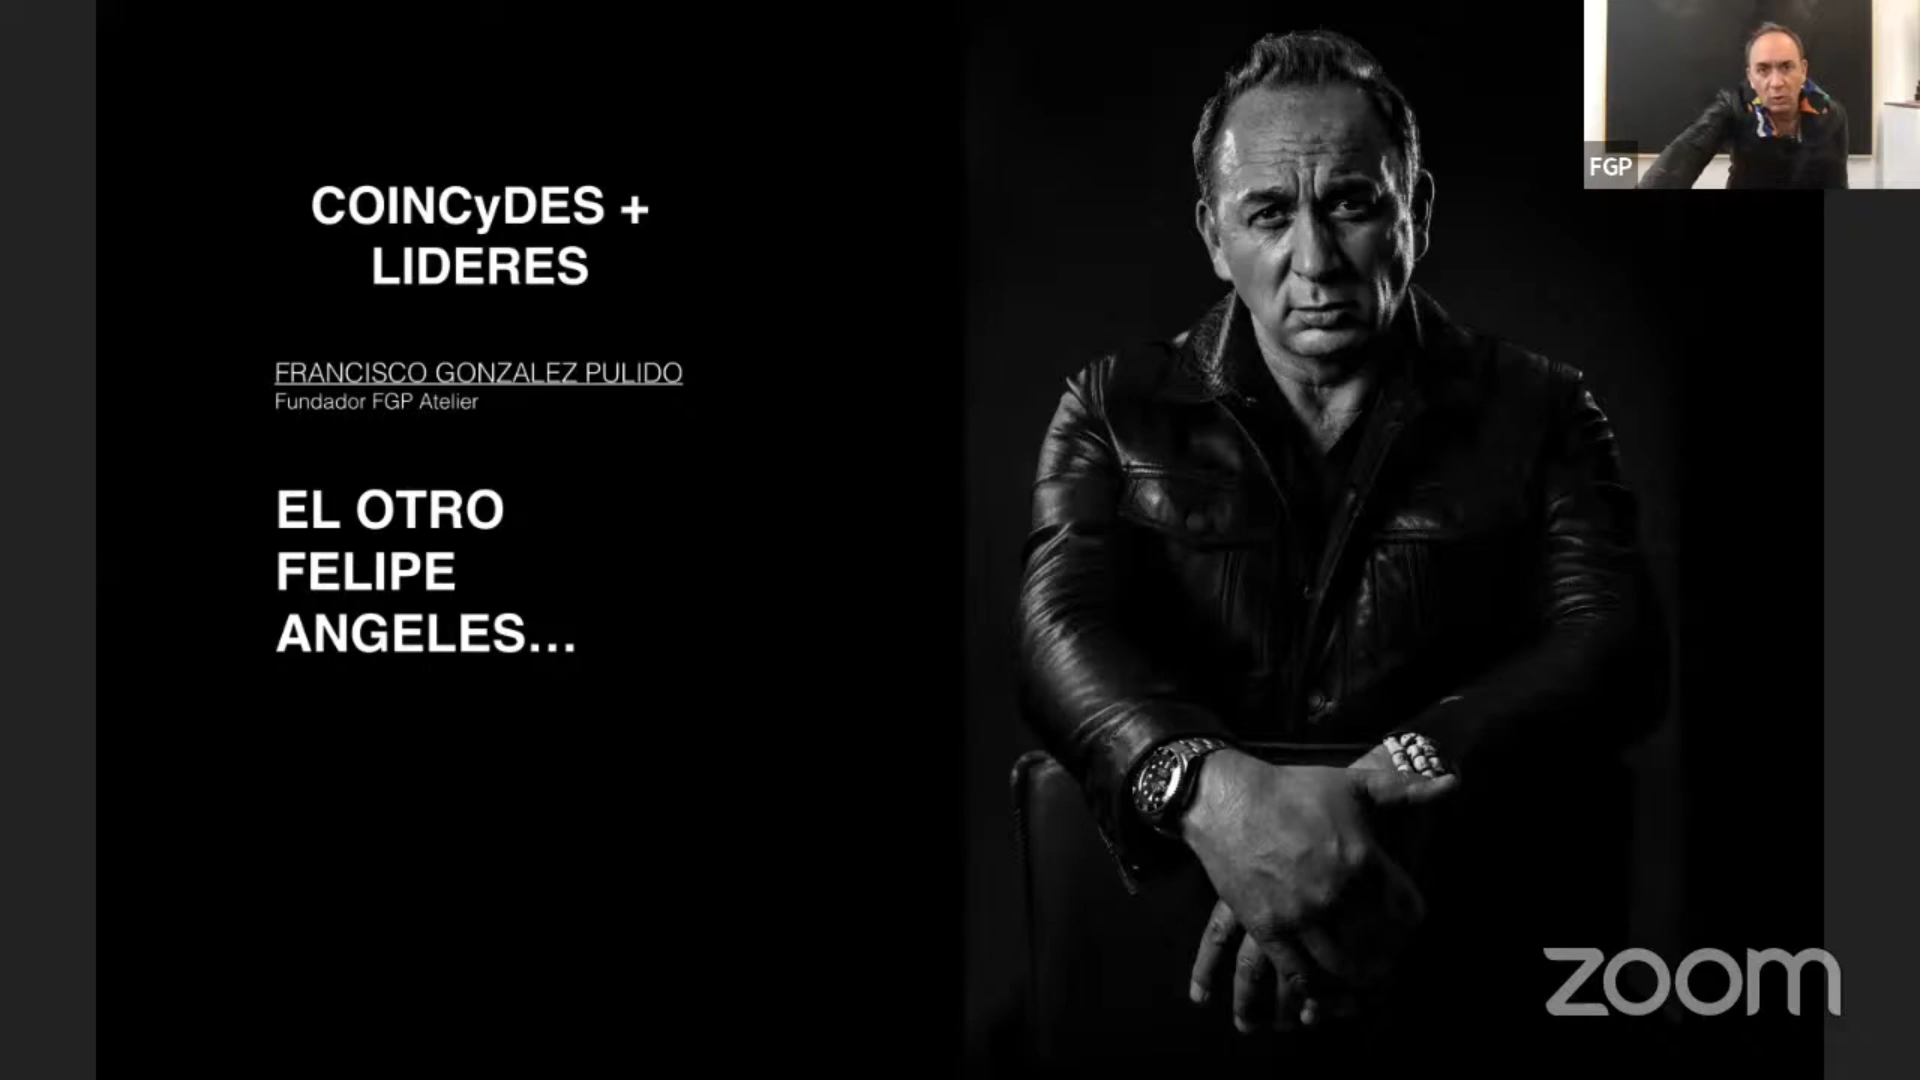 COINCyDES +
LIDERES
FRANCISCO GONZALEZ PULIDO
Fundador FGP Atelier
EL OTRO
FELIPE
ANGELES...
FGP
zoom